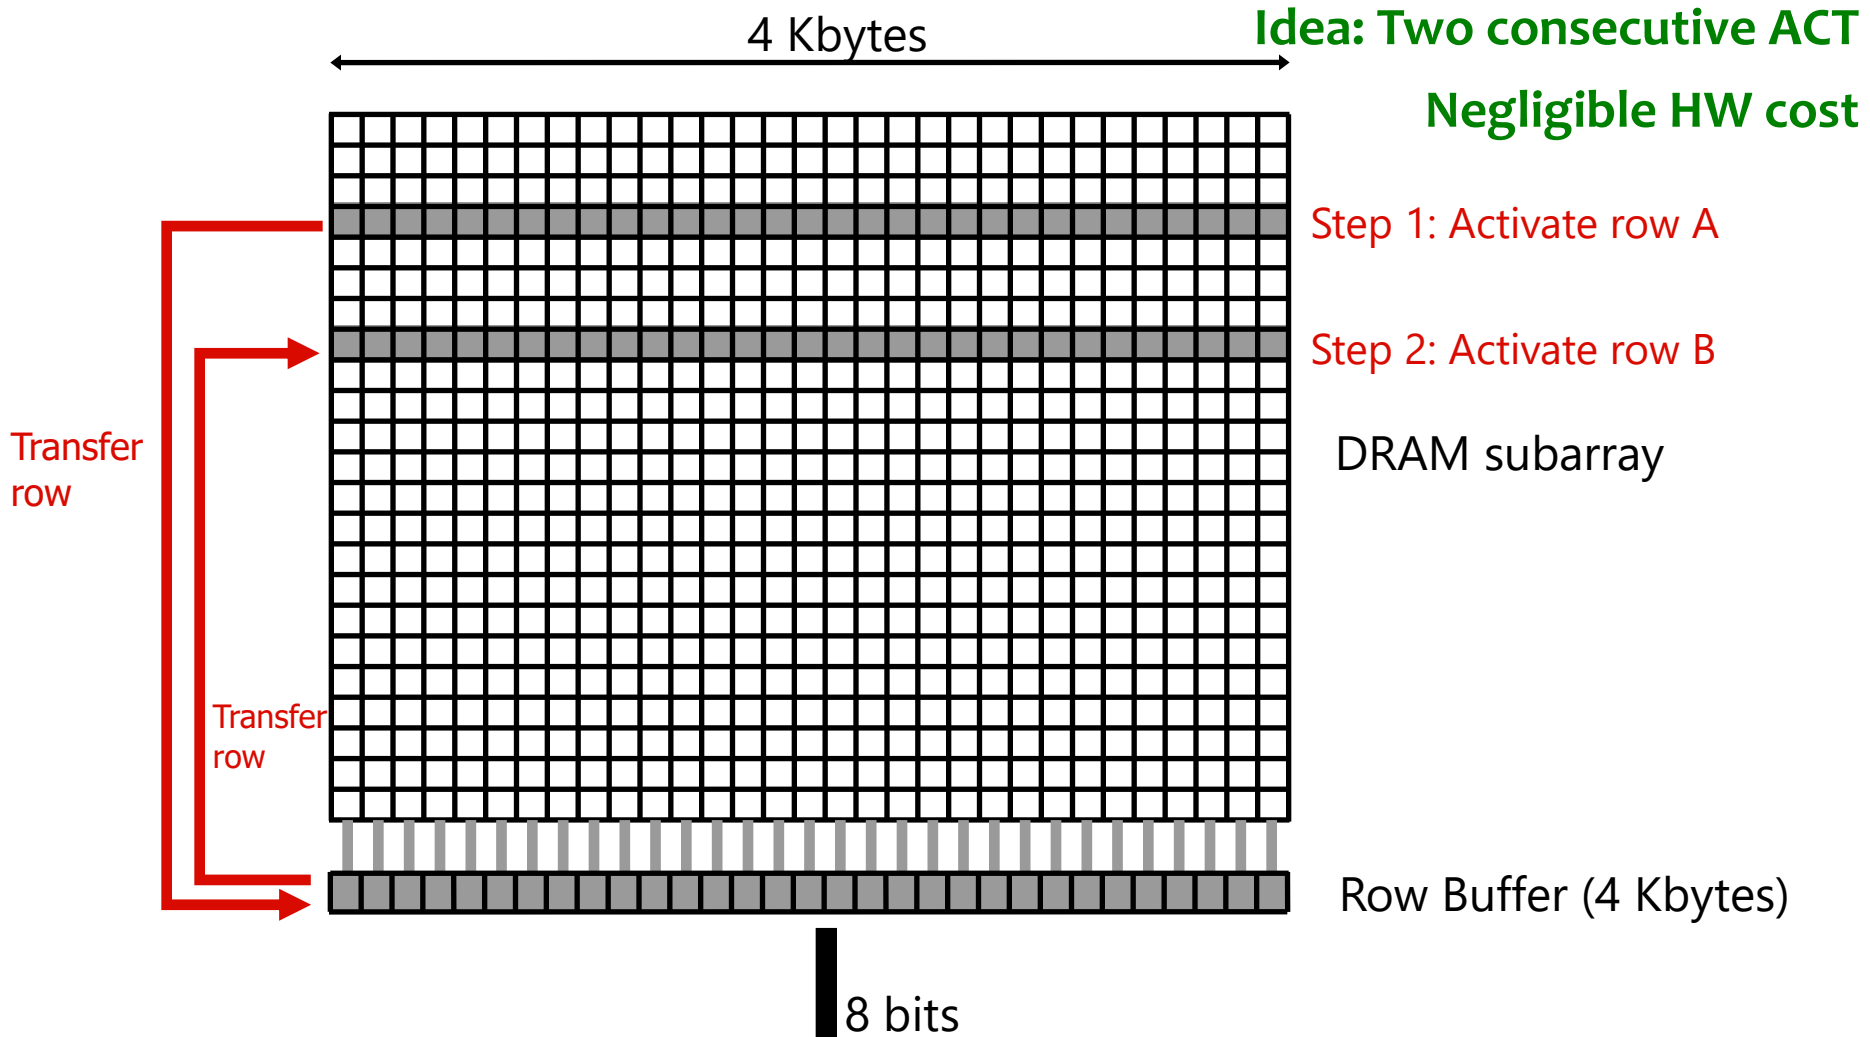 4 Kbytes
Idea: Two consecutive ACT
Negligible HW cost
Step 1: Activate row A
Step 2: Activate row B
Transfer
row
DRAM subarray
Transfer
row
Row Buffer (4 Kbytes)
8 bits